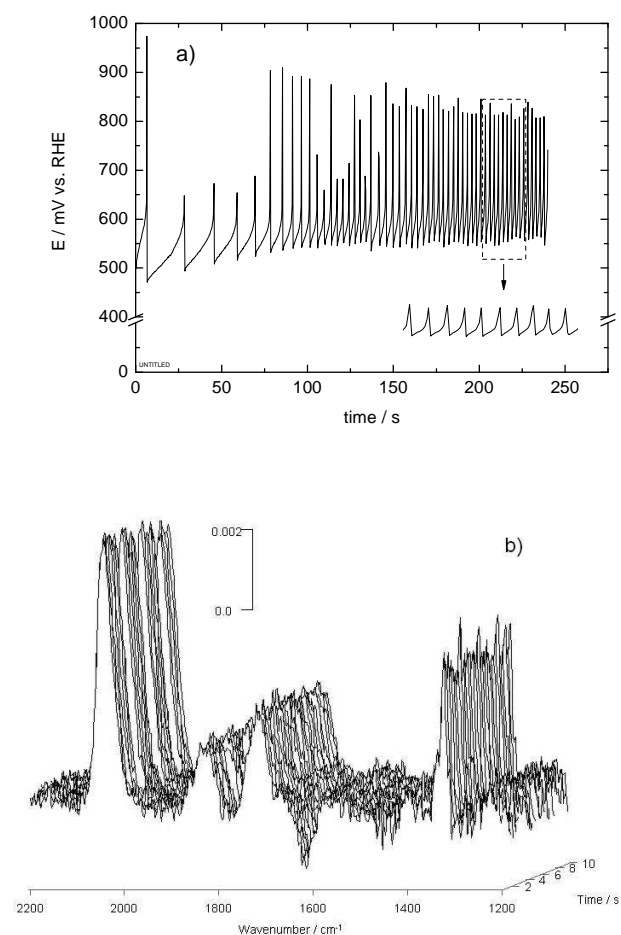 a)
1000
900
800
700
600
500
400
0
E / mV vs. RHE
UNTITLED
0 50 100 150 200 250
time / s
b)
0.002
0.0
2200 2000 1800 1600 1400 1200
2 4 6 8 10
Time / s
Wavenumber / cm-1